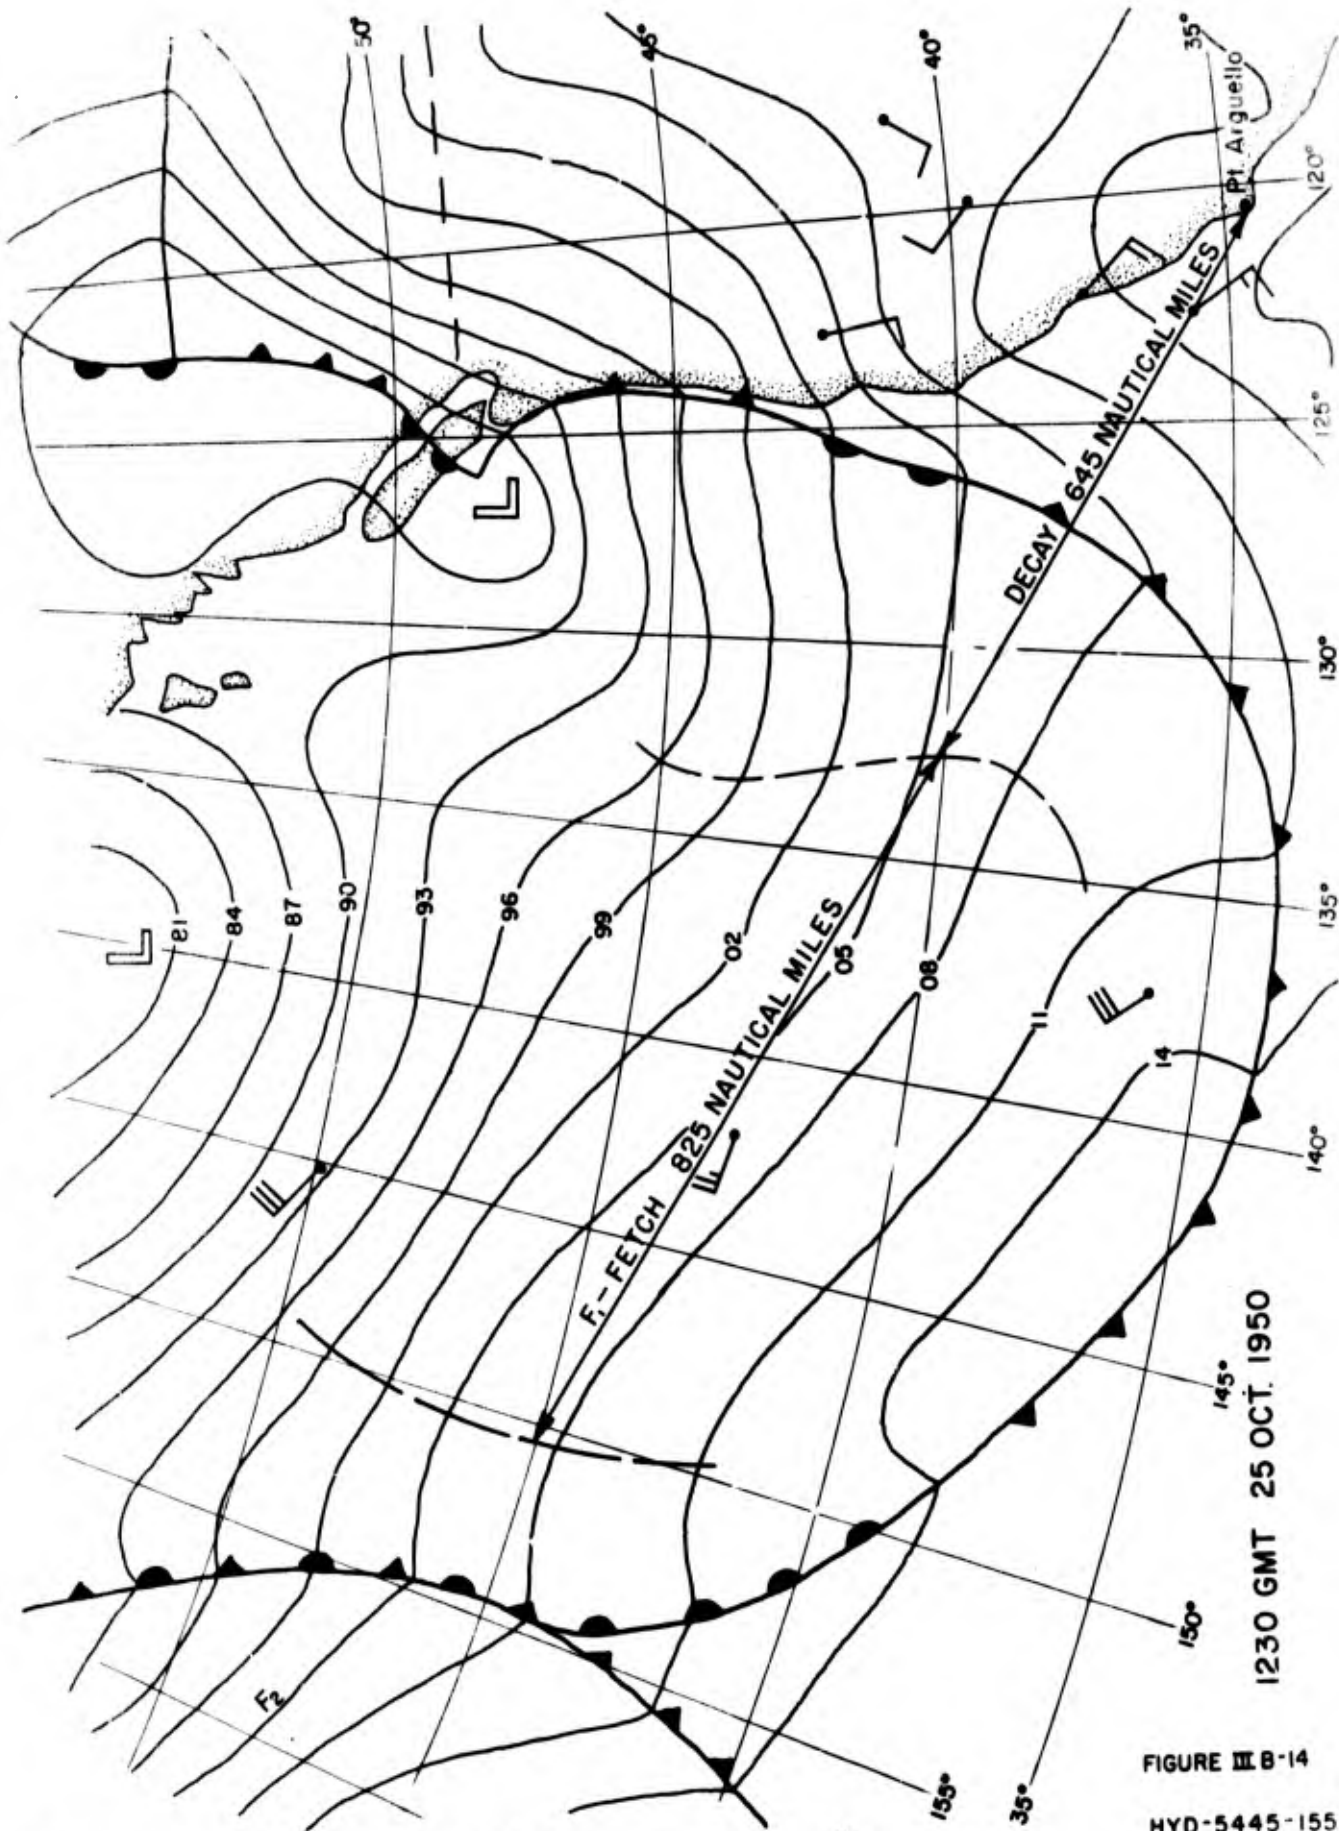 50°
45°
40°
35°
Pt. Arguello
120°
125°
130°
135°
140°
145°
150°
155°
35°
L
L
81
84
87
90
93
96
99
02
05
08
11
14
DECAY 645 NAUTICAL MILES
F₁ - FETCH 825 NAUTICAL MILES
F₂
1230 GMT 25 OCT. 1950
FIGURE III B-14
HYD-5445-155